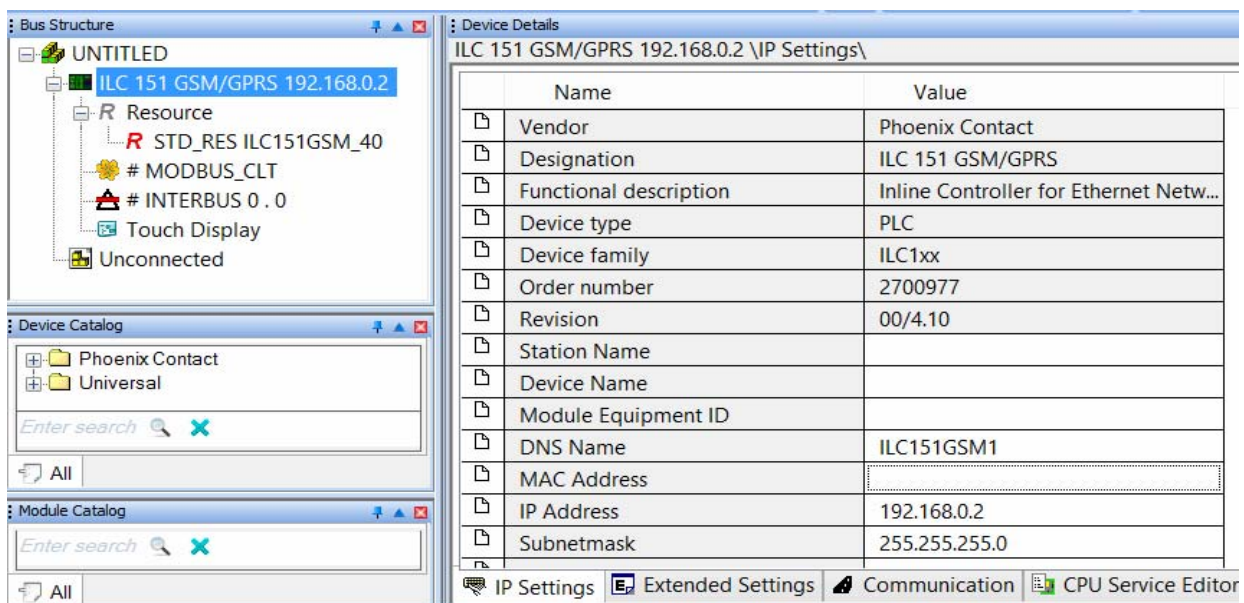 Bus Structure
UNTITLED
ILC 151 GSM/GPRS 192.168.0.2
R Resource
R STD_RES ILC151GSM_40
# MODBUS_CLT
# INTERBUS 0 . 0
Touch Display
Unconnected
Device Catalog
Phoenix Contact
Universal
Enter search
All
Module Catalog
Enter search
All
Device Details
ILC 151 GSM/GPRS 192.168.0.2 \IP Settings\
Name Value
Vendor Phoenix Contact
Designation ILC 151 GSM/GPRS
Functional description Inline Controller for Ethernet Netw...
Device type PLC
Device family ILC1xx
Order number 2700977
Revision 00/4.10
Station Name
Device Name
Module Equipment ID
DNS Name ILC151GSM1
MAC Address
IP Address 192.168.0.2
Subnetmask 255.255.255.0
IP Settings Extended Settings Communication CPU Service Editor